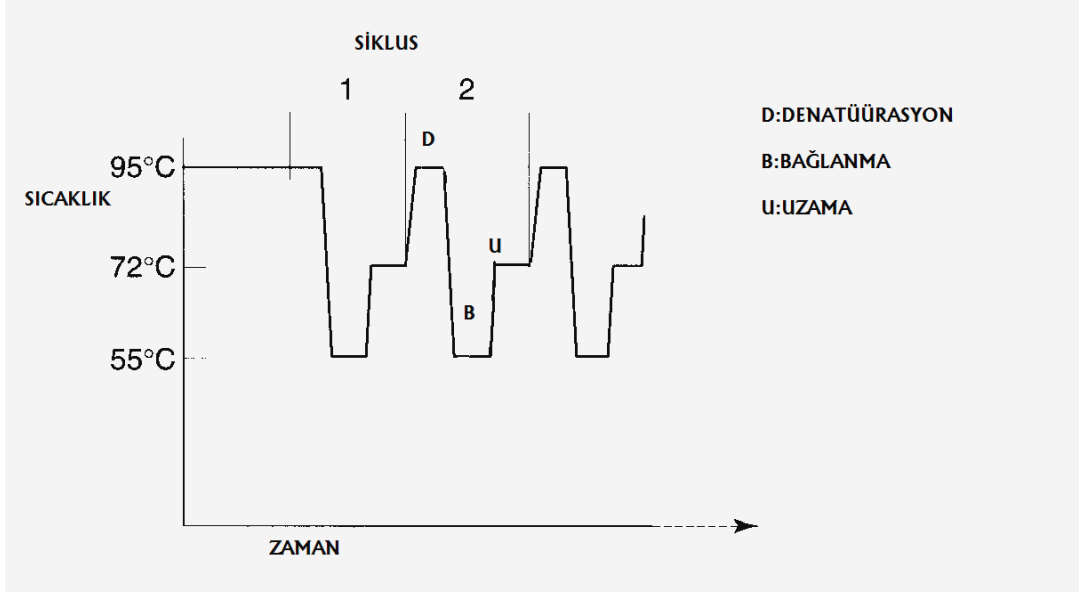 SİKLUS
1 2
D
95°C
SICAKLIK
U
72°C
B
55°C
ZAMAN
D:DENATÜÜRASYON
B:BAĞLANMA
U:UZAMA